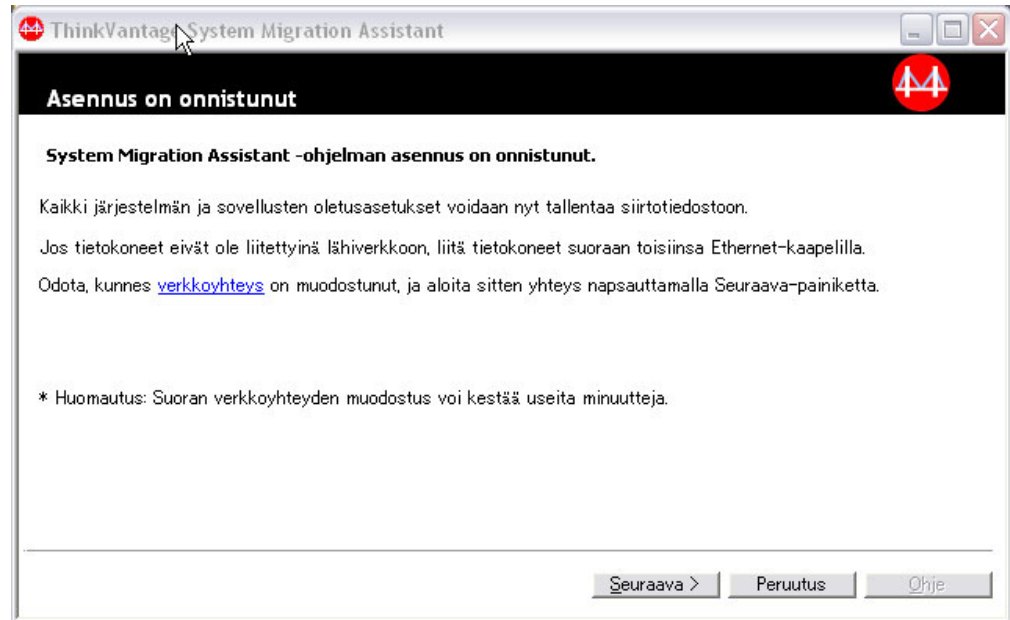 ThinkVantage System Migration Assistant
Asennus on onnistunut
System Migration Assistant -ohjelman asennus on onnistunut.
Kaikki järjestelmän ja sovellusten oletusasetukset voidaan nyt tallentaa siirtotiedostoon.
Jos tietokoneet eivät ole liitettyinä lähiverkkoon, liitä tietokoneet suoraan toisiinsa Ethernet-kaapelilla.
Odota, kunnes verkkoyhteys on muodostunut, ja aloita sitten yhteys napsauttamalla Seuraava-painiketta.
* Huomautus: Suoran verkkoyhteyden muodostus voi kestää useita minuutteja.
Seuraava > Peruutus Ohje